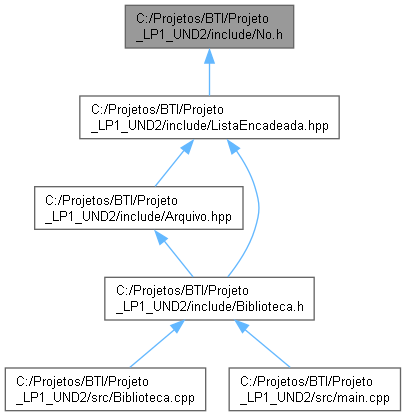 C:/Projetos/BTI/Projeto
_LP1_UND2/include/No.h
C:/Projetos/BTI/Projeto
_LP1_UND2/include/ListaEncadeada.hpp
C:/Projetos/BTI/Projeto
_LP1_UND2/include/Arquivo.hpp
C:/Projetos/BTI/Projeto
_LP1_UND2/include/Biblioteca.h
C:/Projetos/BTI/Projeto
_LP1_UND2/src/Biblioteca.cpp
C:/Projetos/BTI/Projeto
_LP1_UND2/src/main.cpp